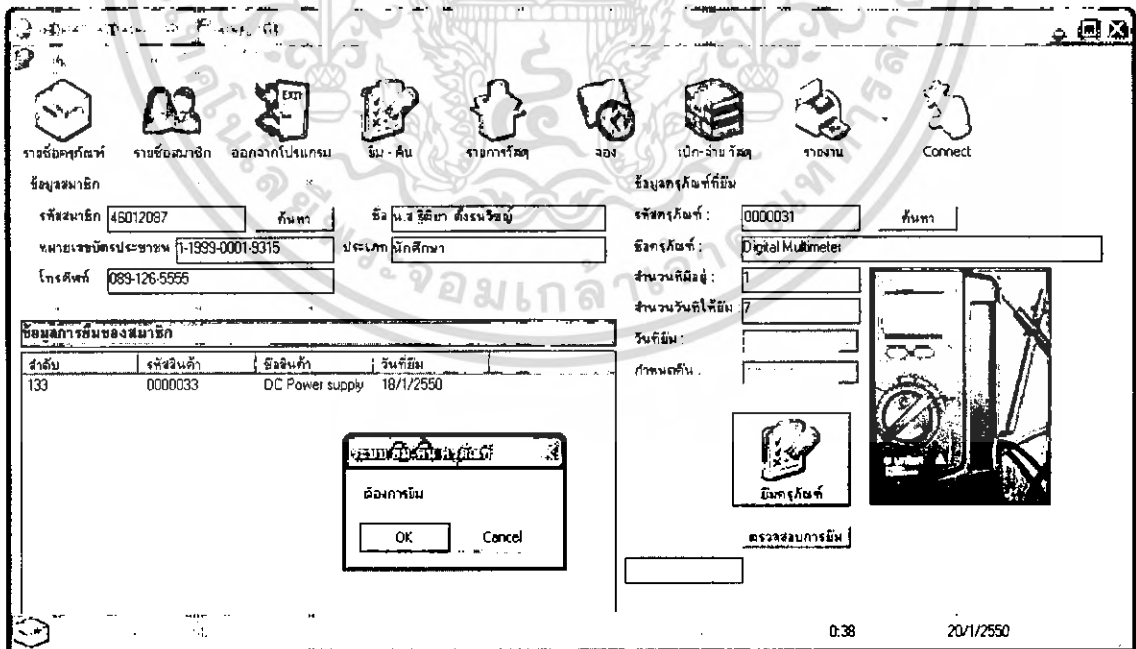 EXIT
รายชื่อครุภัณฑ์ รายชื่อสมาชิก ออกจากโปรแกรม ยืม - คืน รายการวัสดุ จอง เบิก-จ่าย วัสดุ รายงาน Connect
ข้อมูลสมาชิก
รหัสสมาชิก 46012087 ค้นหา ชื่อ น.ส
หมายเลขบัตรประชาชน 1-1999-0001-9315 ประเภท นักศึกษา
โทรศัพท์ 089-126-5555
ข้อมูลการยืมของสมาชิก
ลำดับ รหัสสินค้า ชื่อสินค้า วันที่ยืม
133 0000033 DC Power supply 18/1/2550
ข้อมูลครุภัณฑ์ที่ยืม
รหัสครุภัณฑ์ : 0000031 ค้นหา
ชื่อครุภัณฑ์ : Digital Multimeter
จำนวนที่มีอยู่ : 1
จำนวนวันที่ให้ยืม 7
วันที่ยืม :
กำหนดคืน
ระบบ ยืม-คืน ครุภัณฑ์
ต้องการยืม
OK Cancel
ยืมครุภัณฑ์
ตรวจสอบการยืม
0:38 20/1/2550